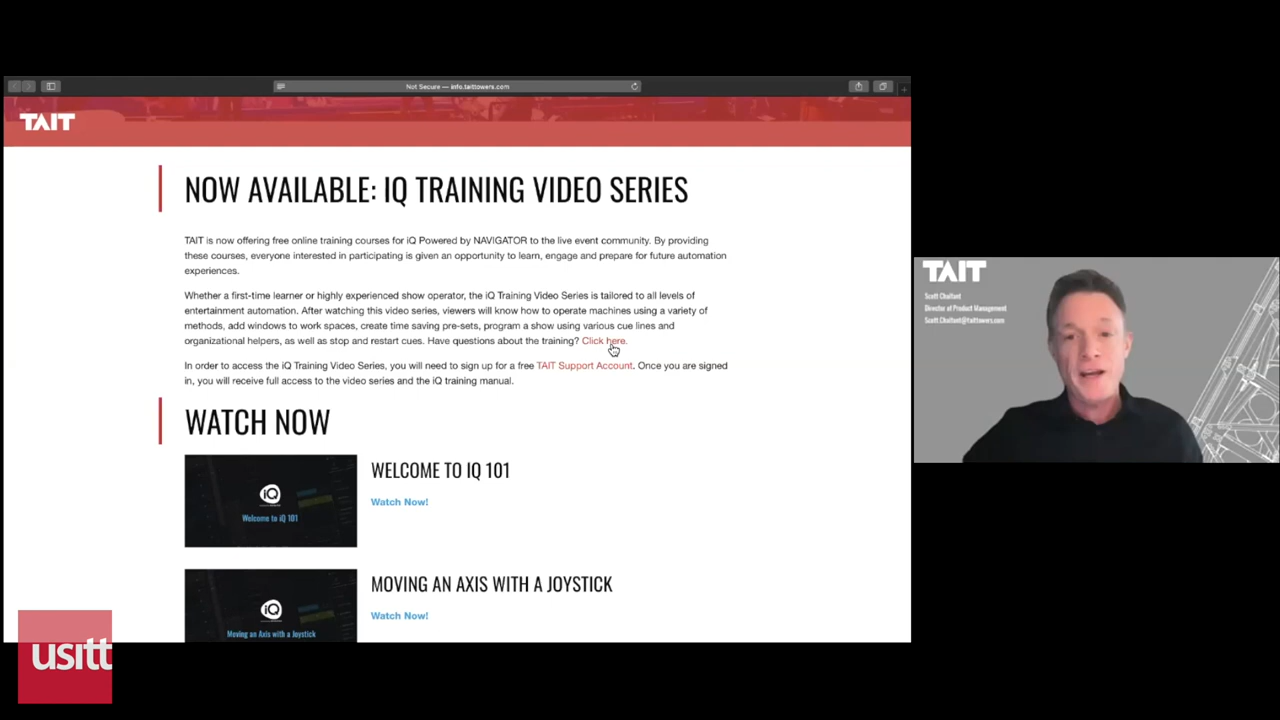 Not Secure — info.taittowers.com
TAIT
NOW AVAILABLE: IQ TRAINING VIDEO SERIES
TAIT is now offering free online training courses for iQ Powered by NAVIGATOR to the live event community. By providing
these courses, everyone interested in participating is given an opportunity to learn, engage and prepare for future automation
experiences.
Whether a first-time learner or highly experienced show operator, the iQ Training Video Series is tailored to all levels of
entertainment automation. After watching this video series, viewers will know how to operate machines using a variety of
methods, add windows to work spaces, create time saving pre-sets, program a show using various cue lines and
organizational helpers, as well as stop and restart cues. Have questions about the training? Click here.
In order to access the iQ Training Video Series, you will need to sign up for a free TAIT Support Account. Once you are signed
in, you will receive full access to the video series and the iQ training manual.
WATCH NOW
iQ
Welcome to iQ 101
WELCOME TO IQ 101
Watch Now!
iQ
Moving an Axis with a Joystick
MOVING AN AXIS WITH A JOYSTICK
Watch Now!
usitt
TAIT
Scott Chalfant
Director of Product Management
Scott.Chalfant@taittowers.com